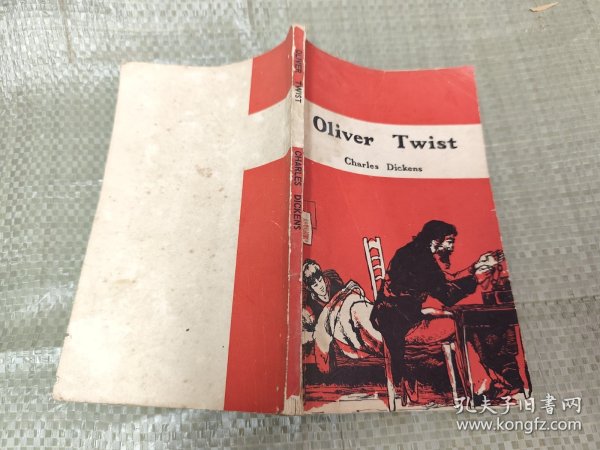 OLIVER TWIST
CHARLES DICKENS
Oliver Twist
Charles Dickens
孔夫子旧书网
www.kongfz.com